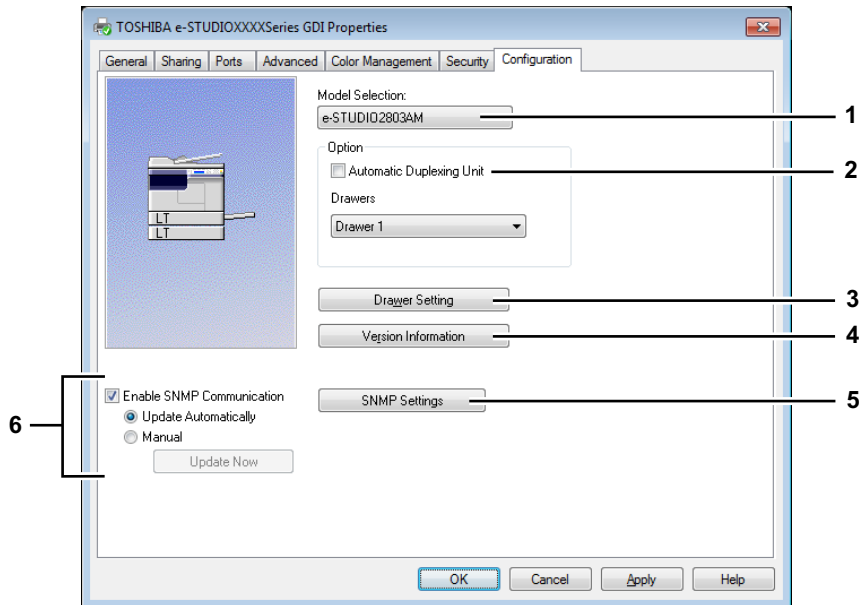 TOSHIBA e-STUDIOXXXXSeries GDI Properties
General Sharing Ports Advanced Color Management Security Configuration
Model Selection:
e-STUDIO2803AM
1
Option
Automatic Duplexing Unit
2
Drawers
Drawer 1
LT
LT
Drawer Setting
3
Version Information
4
Enable SNMP Communication
SNMP Settings
5
Update Automatically
6
Manual
Update Now
OK Cancel Apply Help